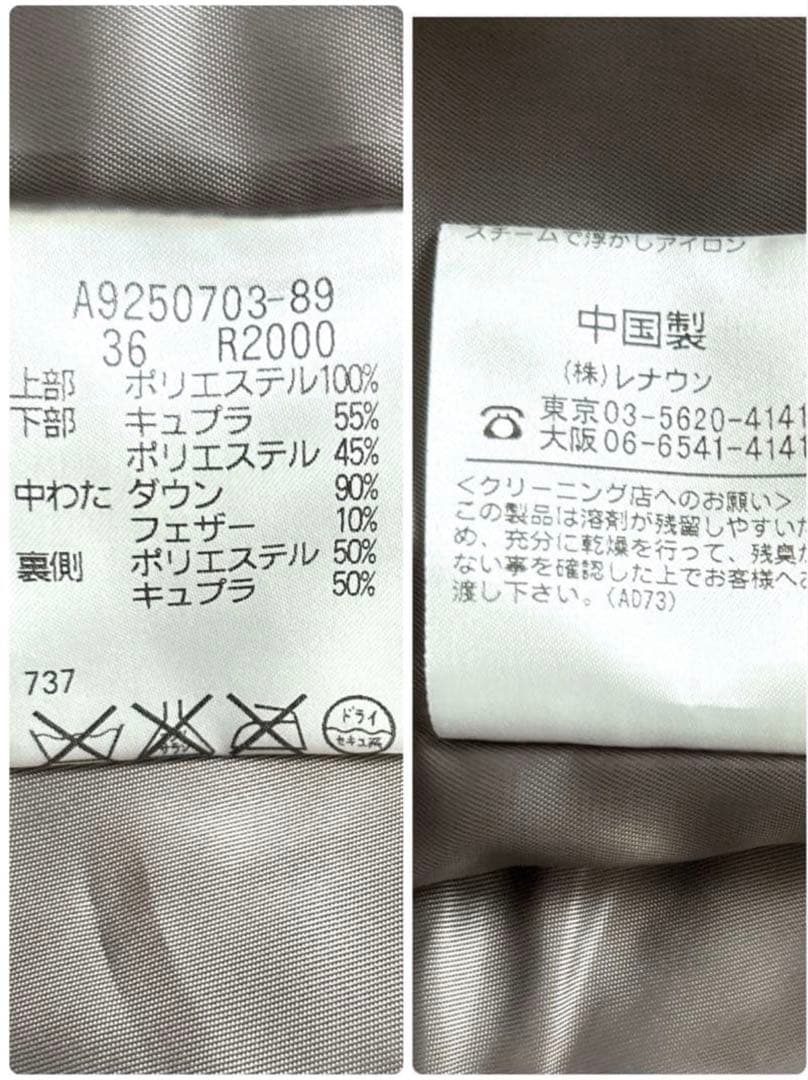 A9250703-89
36 R2000
上部 ポリエステル100%
下部 キュプラ 55%
ポリエステル 45%
中わた ダウン 90%
フェザー 10%
裏側 ポリエステル 50%
キュプラ 50%
737
エンソ
サラシ
ドライ
セキユ系
スチームで浮かしアイロン
中国製
(株)レナウン
東京03-5620-4141
大阪06-6541-4141
<クリーニング店へのお願い>
この製品は溶剤が残留しやすいた
め、充分に乾燥を行って、残臭が
ない事を確認した上でお客様へお
渡し下さい。(AD73)